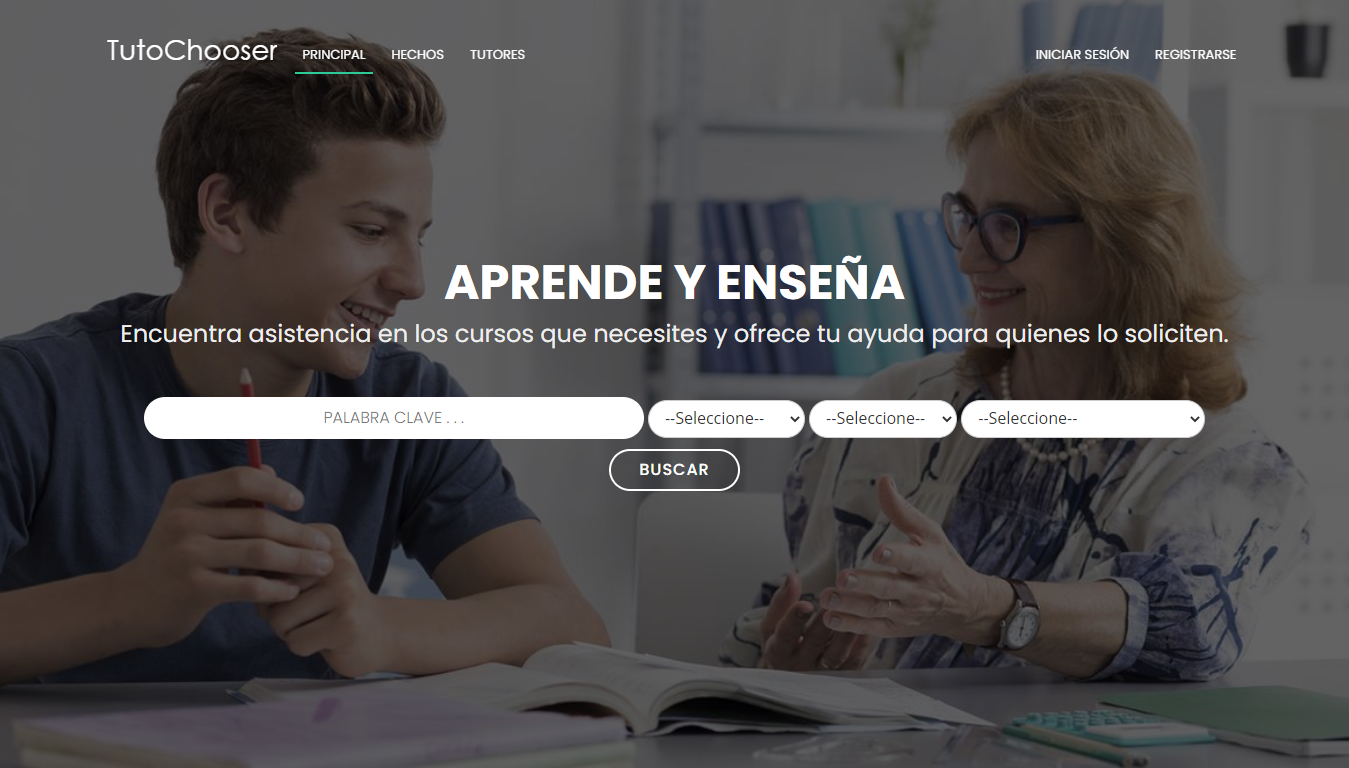 TutoChooser PRINCIPAL HECHOS TUTORES INICIAR SESIÓN REGISTRARSE
APRENDE Y ENSEÑA
Encuentra asistencia en los cursos que necesites y ofrece tu ayuda para quienes lo soliciten.
PALABRA CLAVE . . . --Seleccione-- --Seleccione-- --Seleccione--
BUSCAR